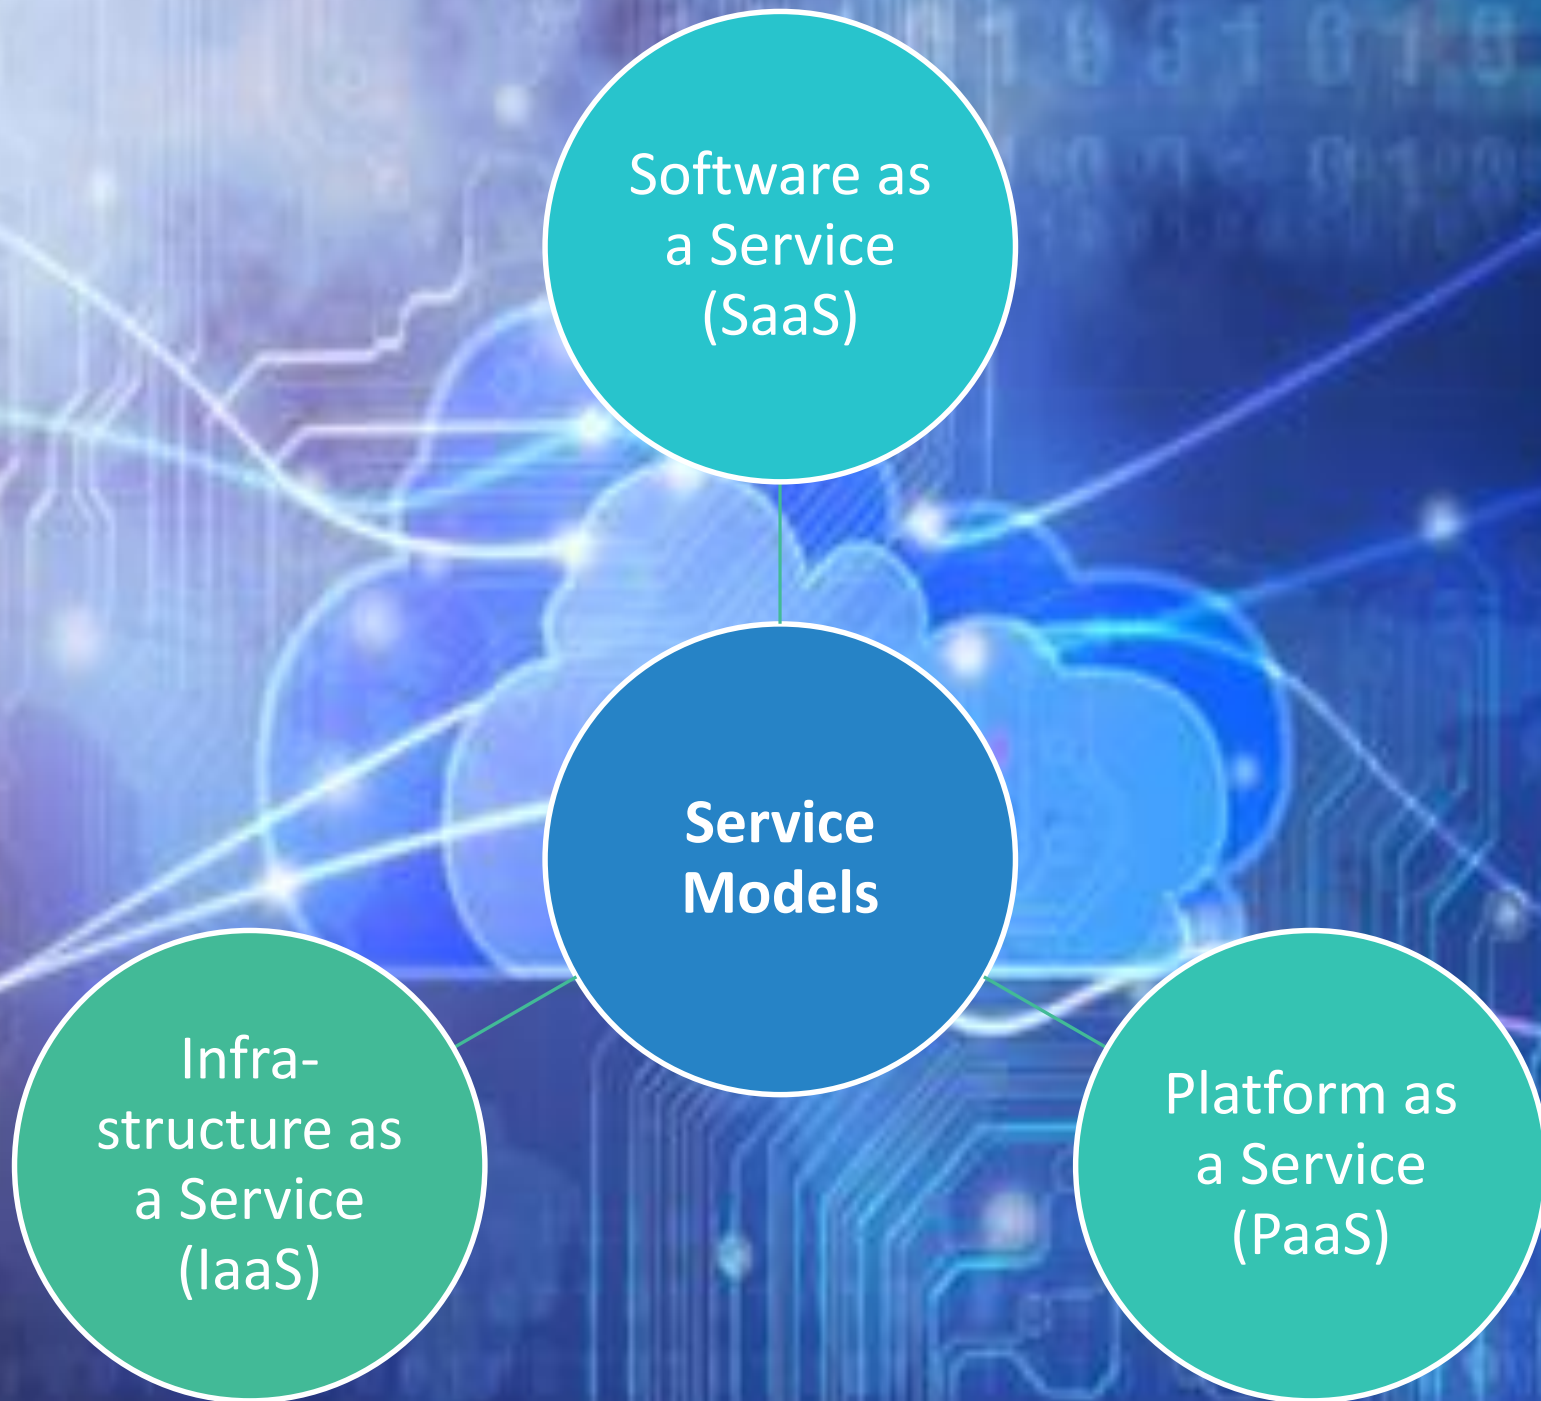 Software as
a Service
(SaaS)
Service
Models
Infra-
structure as
a Service
(IaaS)
Platform as
a Service
(PaaS)